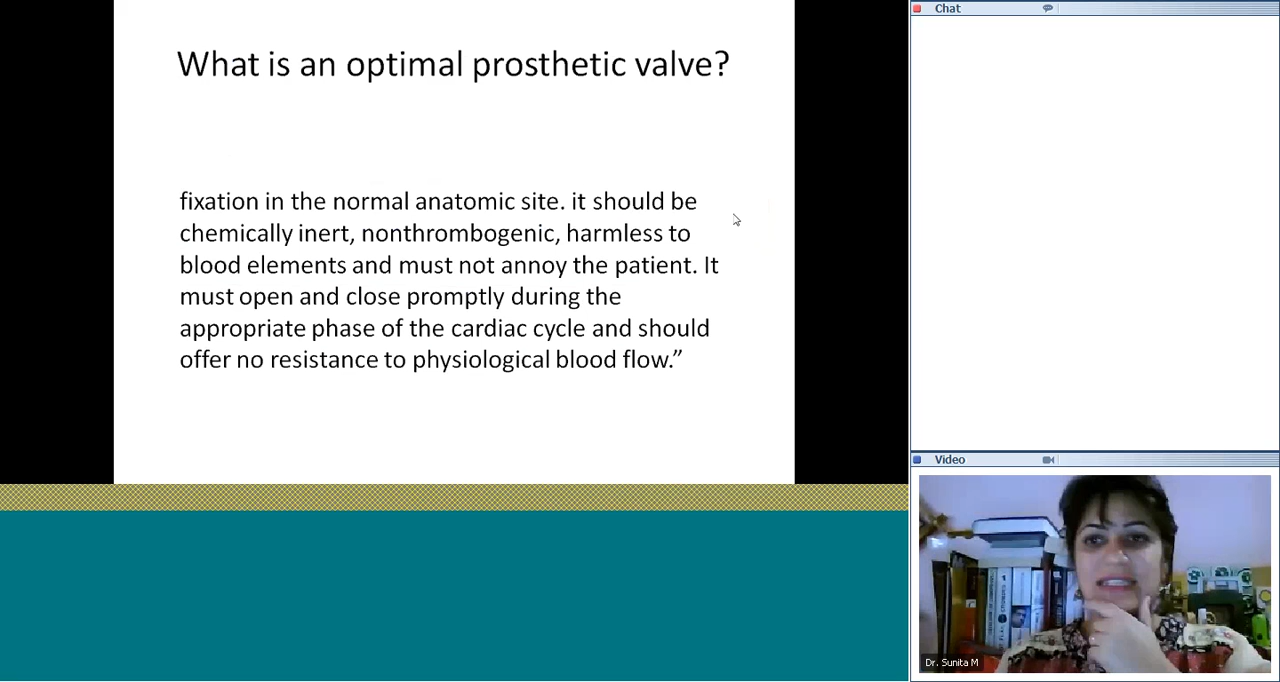 Chat
What is an optimal prosthetic valve?
fixation in the normal anatomic site. it should be
chemically inert, nonthrombogenic, harmless to
blood elements and must not annoy the patient. It
must open and close promptly during the
appropriate phase of the cardiac cycle and should
offer no resistance to physiological blood flow.”
Video
Dr. Sunita M